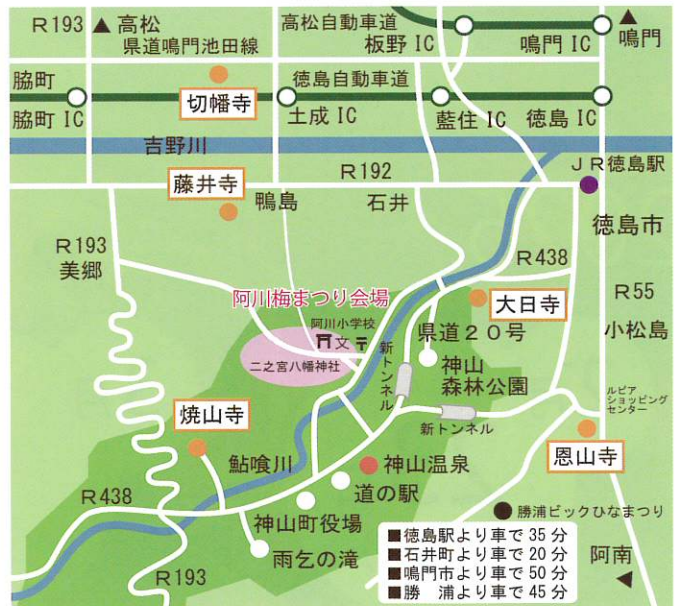 R193 ▲高松
県道鳴門池田線
高松自動車道
板野 IC
鳴門 IC
▲
鳴門
脇町
脇町 IC
切幡寺
徳島自動車道
土成 IC
藍住 IC
徳島 IC
吉野川
R192
JR徳島駅
藤井寺
鴨島
石井
徳島市
R193
美郷
R438
阿川梅まつり会場
大日寺
R55
阿川小学校
文〒
二之宮八幡神社
新トンネル
県道20号
小松島
神山
森林公園
ルピア
ショッピング
センター
焼山寺
新トンネル
恩山寺
鮎喰川
神山温泉
道の駅
R438
神山町役場
勝浦ビックひなまつり
雨乞の滝
R193
■徳島駅より車で35分
■石井町より車で20分
■鳴門市より車で50分
■勝 浦より車で45分
阿南
◀